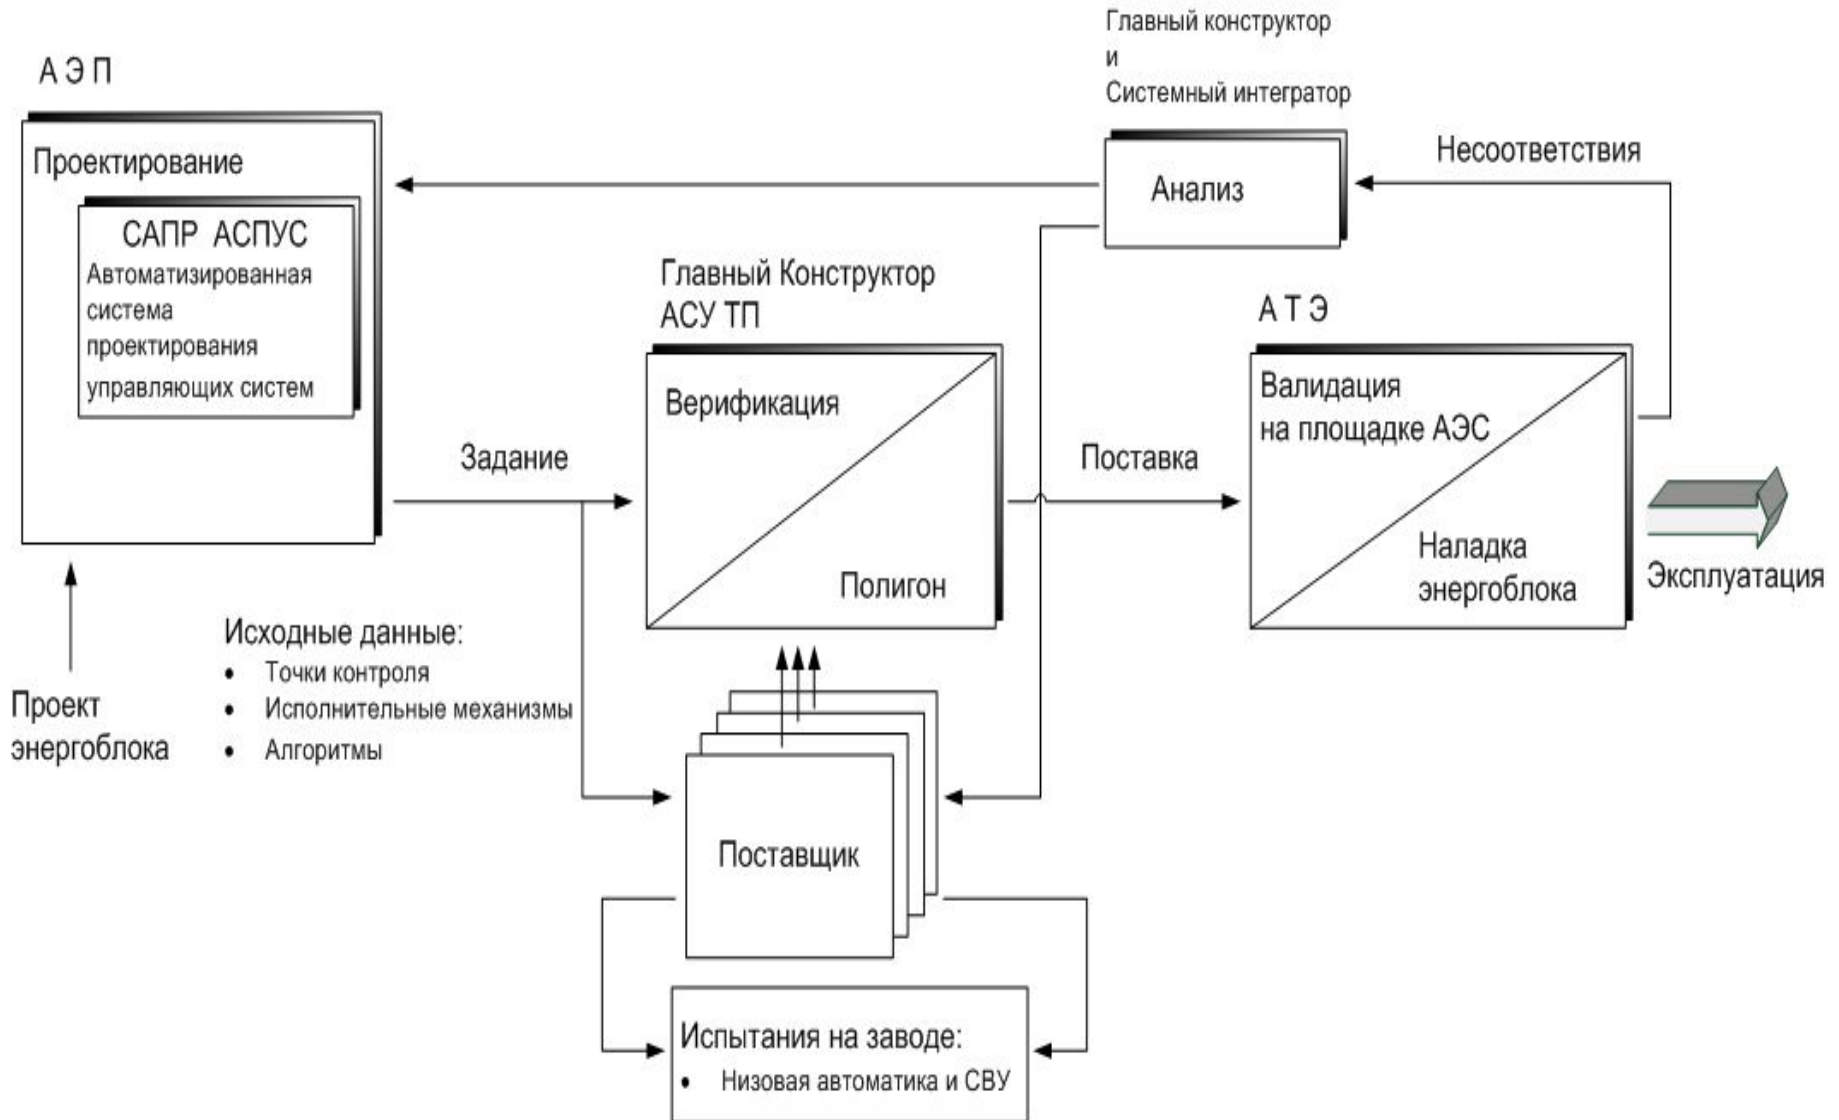 Главный конструктор
и
Системный интегратор
А Э П
Несоответствия
Проектирование
Анализ
САПР АСПУС
Автоматизированная
система
проектирования
управляющих систем
Главный Конструктор
АСУ ТП
А Т Э
Верификация
Полигон
Валидация
на площадке АЭС
Наладка
энергоблока
Задание
Поставка
Эксплуатация
Исходные данные:
• Точки контроля
• Исполнительные механизмы
• Алгоритмы
Проект
энергоблока
Поставщик
Испытания на заводе:
• Низовая автоматика и СВУ